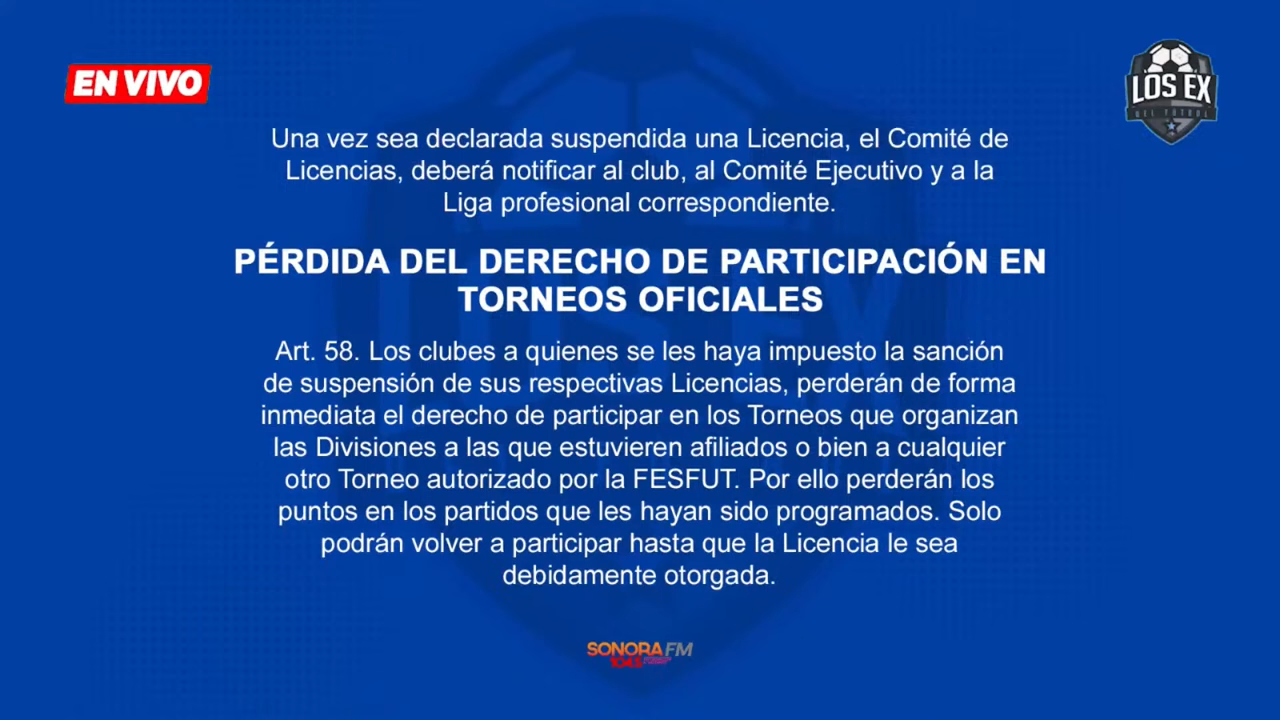 EN VIVO
LOS EX
DEL FUTBOL
Una vez sea declarada suspendida una Licencia, el Comité de
Licencias, deberá notificar al club, al Comité Ejecutivo y a la
Liga profesional correspondiente.
PÉRDIDA DEL DERECHO DE PARTICIPACIÓN EN
TORNEOS OFICIALES
Art. 58. Los clubes a quienes se les haya impuesto la sanción
de suspensión de sus respectivas Licencias, perderán de forma
inmediata el derecho de participar en los Torneos que organizan
las Divisiones a las que estuvieren afiliados o bien a cualquier
otro Torneo autorizado por la FESFUT. Por ello perderán los
puntos en los partidos que les hayan sido programados. Solo
podrán volver a participar hasta que la Licencia le sea
debidamente otorgada.
SONORA FM
104.5